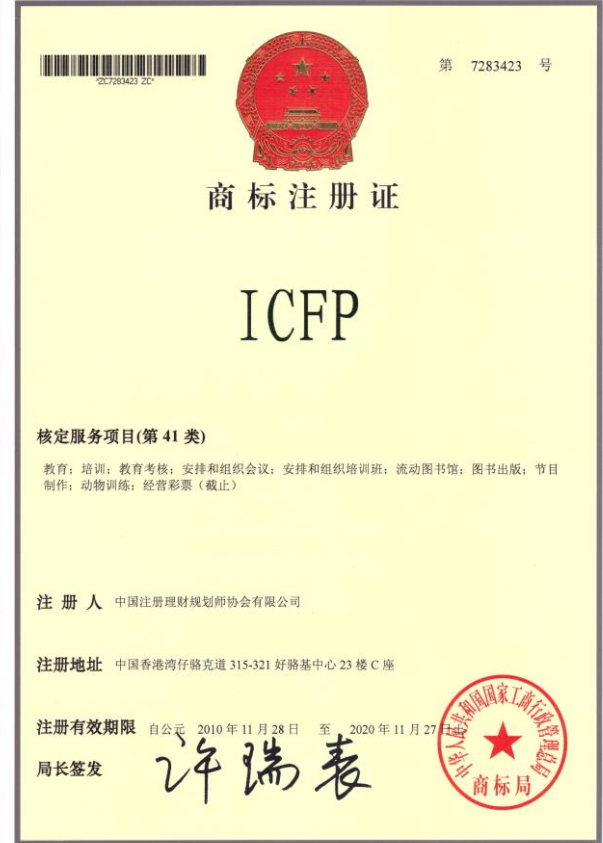 第 7283423 号
*ZC7283423 ZC*
商标注册证
ICFP
核定服务项目(第 41 类)
教育；培训；教育考核；安排和组织会议；安排和组织培训班；流动图书馆；图书出版；节目
制作；动物训练；经营彩票（截止）
注 册 人 中国注册理财规划师协会有限公司
注册地址 中国香港湾仔骆克道 315-321 好骆基中心 23 楼 C 座
注册有效期限 自公元 2010 年 11 月 28 日 至 2020 年 11 月 27 日止
局长签发 许瑞表
中华人民共和国国家工商行政管理总局
商标局